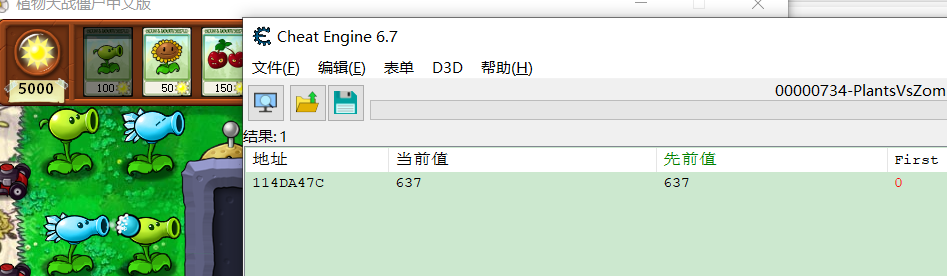 植物大战僵尸中文版
5000
100
50
150
Cheat Engine 6.7
文件(F) 编辑(E) 表单 D3D 帮助(H)
00000734-PlantsVsZom
结果: 1
地址 当前值 先前值 First
114DA47C 637 637 0